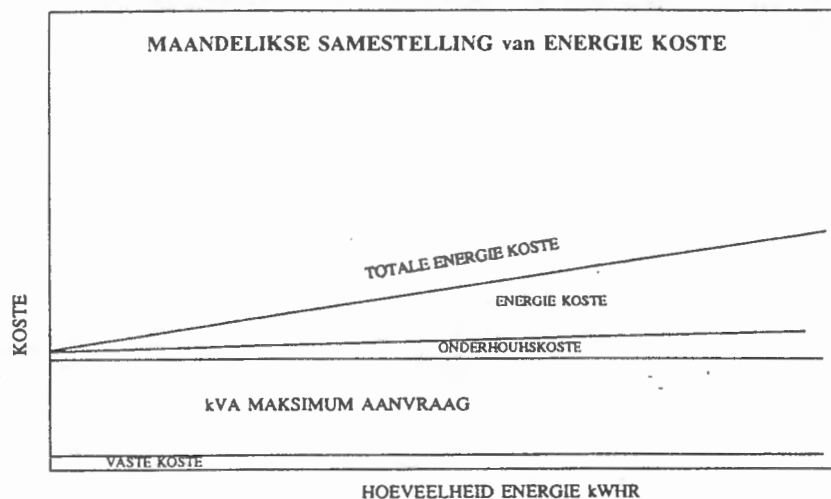 MAANDELIKSE SAMESTELLING van ENERGIE KOSTE
TOTALE ENERGIE KOSTE
ENERGIE KOSTE
KOSTE
ONDERHOUHSKOSTE
kVA MAKSIMUM AANVRAAG
VASTE KOSTE
HOEVEELHEID ENERGIE kWHR